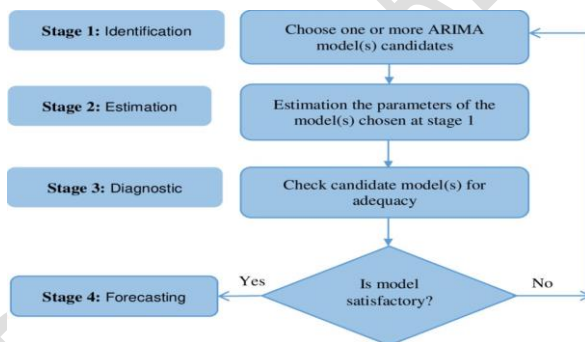 Stage 1: Identification
Choose one or more ARIMA
model(s) candidates
Stage 2: Estimation
Estimation the parameters of the
model(s) chosen at stage 1
Stage 3: Diagnostic
Check candidate model(s) for
adequacy
Stage 4: Forecasting
Yes
Is model
satisfactory?
No